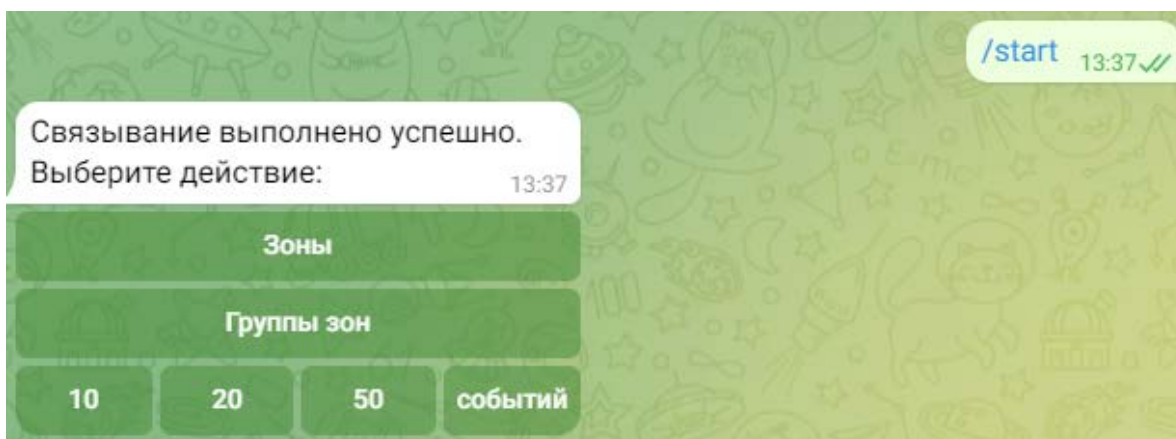 /start 13:37
Связывание выполнено успешно.
Выберите действие:
13:37
Зоны
Группы зон
10 20 50 событий